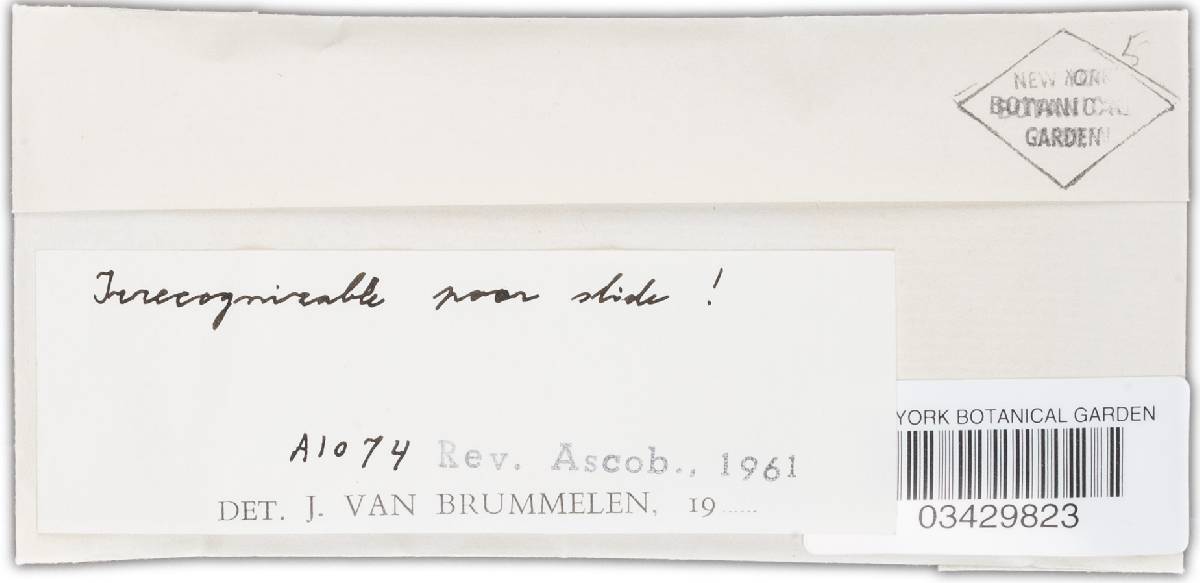 5
NEW YORK
BOTANICAL
GARDEN
Irrecognizable poor slide !
A1074 Rev. Ascob., 1961
DET. J. VAN BRUMMELEN, 19......
YORK BOTANICAL GARDEN
03429823